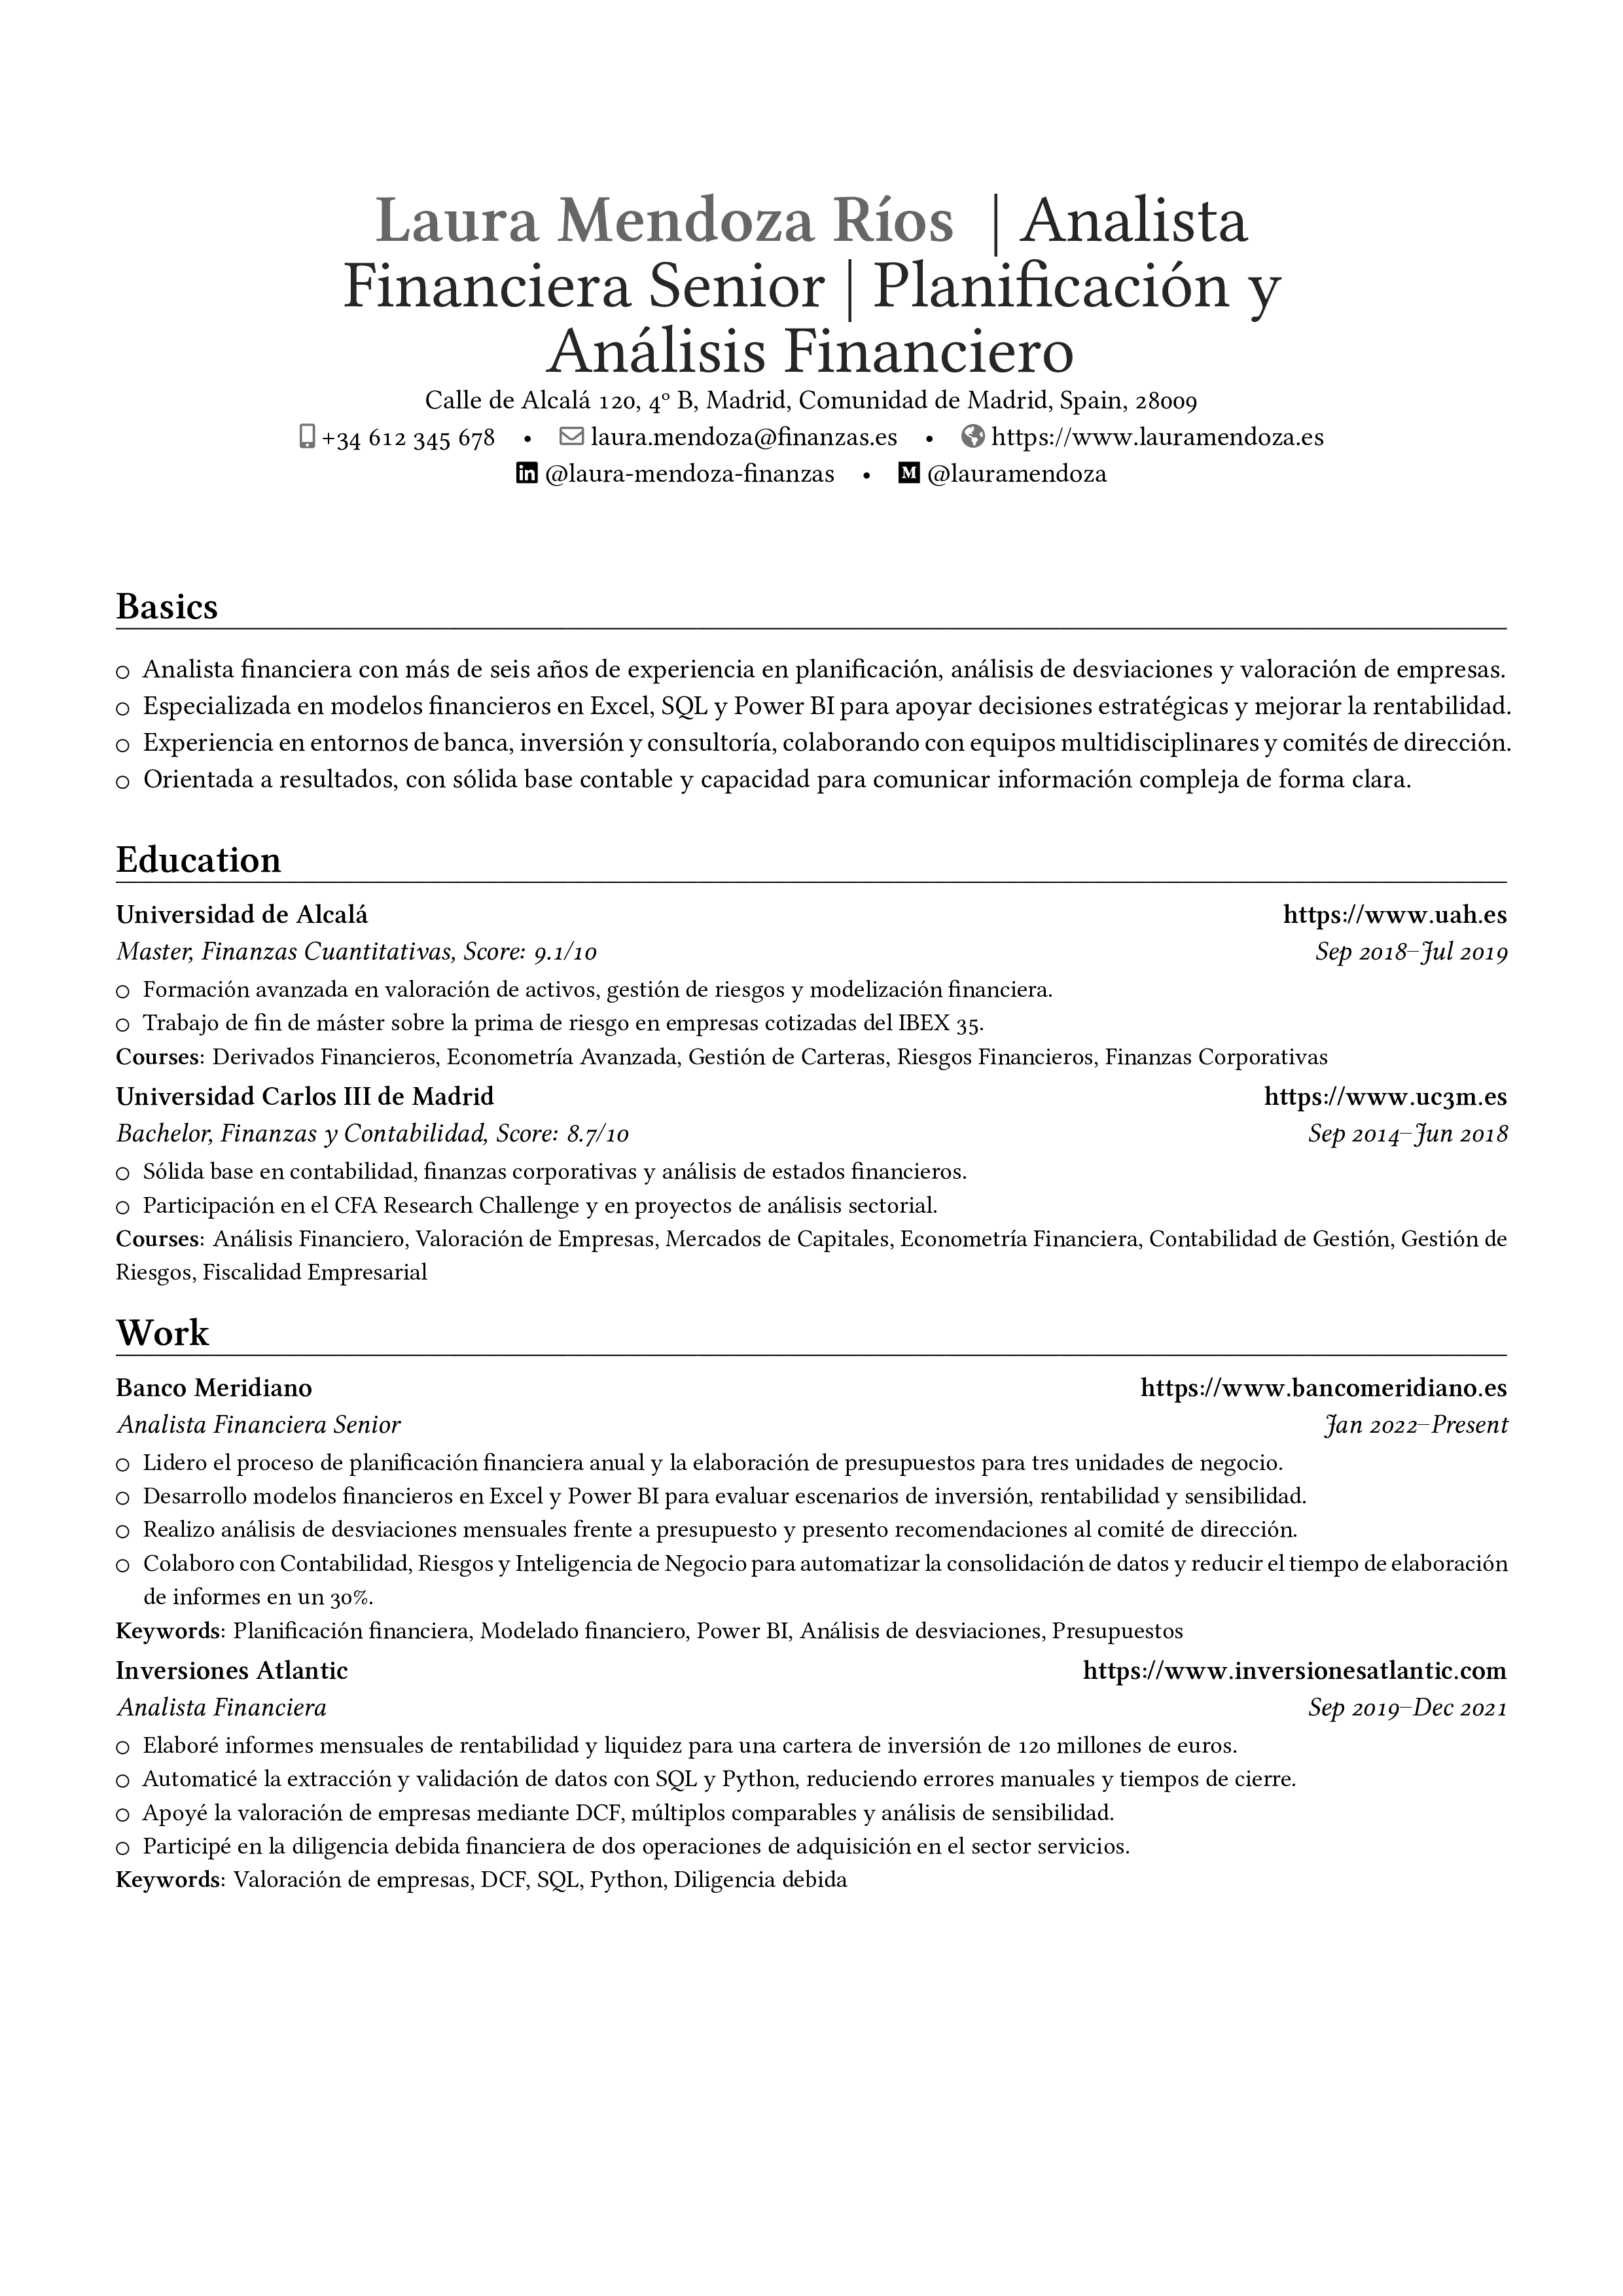 Laura Mendoza Ríos | Analista
Financiera Senior | Planificación y
Análisis Financiero
Calle de Alcalá 120, 4º B, Madrid, Comunidad de Madrid, Spain, 28009
+34 612 345 678 • laura.mendoza@finanzas.es • https://www.lauramendoza.es
@laura-mendoza-finanzas • @lauramendoza
Basics
Analista financiera con más de seis años de experiencia en planificación, análisis de desviaciones y valoración de empresas.
Especializada en modelos financieros en Excel, SQL y Power BI para apoyar decisiones estratégicas y mejorar la rentabilidad.
Experiencia en entornos de banca, inversión y consultoría, colaborando con equipos multidisciplinares y comités de dirección.
Orientada a resultados, con sólida base contable y capacidad para comunicar información compleja de forma clara.
Education
Universidad de Alcalá https://www.uah.es
Master, Finanzas Cuantitativas, Score: 9.1/10 Sep 2018–Jul 2019
Formación avanzada en valoración de activos, gestión de riesgos y modelización financiera.
Trabajo de fin de máster sobre la prima de riesgo en empresas cotizadas del IBEX 35.
Courses: Derivados Financieros, Econometría Avanzada, Gestión de Carteras, Riesgos Financieros, Finanzas Corporativas
Universidad Carlos III de Madrid https://www.uc3m.es
Bachelor, Finanzas y Contabilidad, Score: 8.7/10 Sep 2014–Jun 2018
Sólida base en contabilidad, finanzas corporativas y análisis de estados financieros.
Participación en el CFA Research Challenge y en proyectos de análisis sectorial.
Courses: Análisis Financiero, Valoración de Empresas, Mercados de Capitales, Econometría Financiera, Contabilidad de Gestión, Gestión de
Riesgos, Fiscalidad Empresarial
Work
Banco Meridiano https://www.bancomeridiano.es
Analista Financiera Senior Jan 2022–Present
Lidero el proceso de planificación financiera anual y la elaboración de presupuestos para tres unidades de negocio.
Desarrollo modelos financieros en Excel y Power BI para evaluar escenarios de inversión, rentabilidad y sensibilidad.
Realizo análisis de desviaciones mensuales frente a presupuesto y presento recomendaciones al comité de dirección.
Colaboro con Contabilidad, Riesgos y Inteligencia de Negocio para automatizar la consolidación de datos y reducir el tiempo de elaboración
de informes en un 30%.
Keywords: Planificación financiera, Modelado financiero, Power BI, Análisis de desviaciones, Presupuestos
Inversiones Atlantic https://www.inversionesatlantic.com
Analista Financiera Sep 2019–Dec 2021
Elaboré informes mensuales de rentabilidad y liquidez para una cartera de inversión de 120 millones de euros.
Automaticé la extracción y validación de datos con SQL y Python, reduciendo errores manuales y tiempos de cierre.
Apoyé la valoración de empresas mediante DCF, múltiplos comparables y análisis de sensibilidad.
Participé en la diligencia debida financiera de dos operaciones de adquisición en el sector servicios.
Keywords: Valoración de empresas, DCF, SQL, Python, Diligencia debida